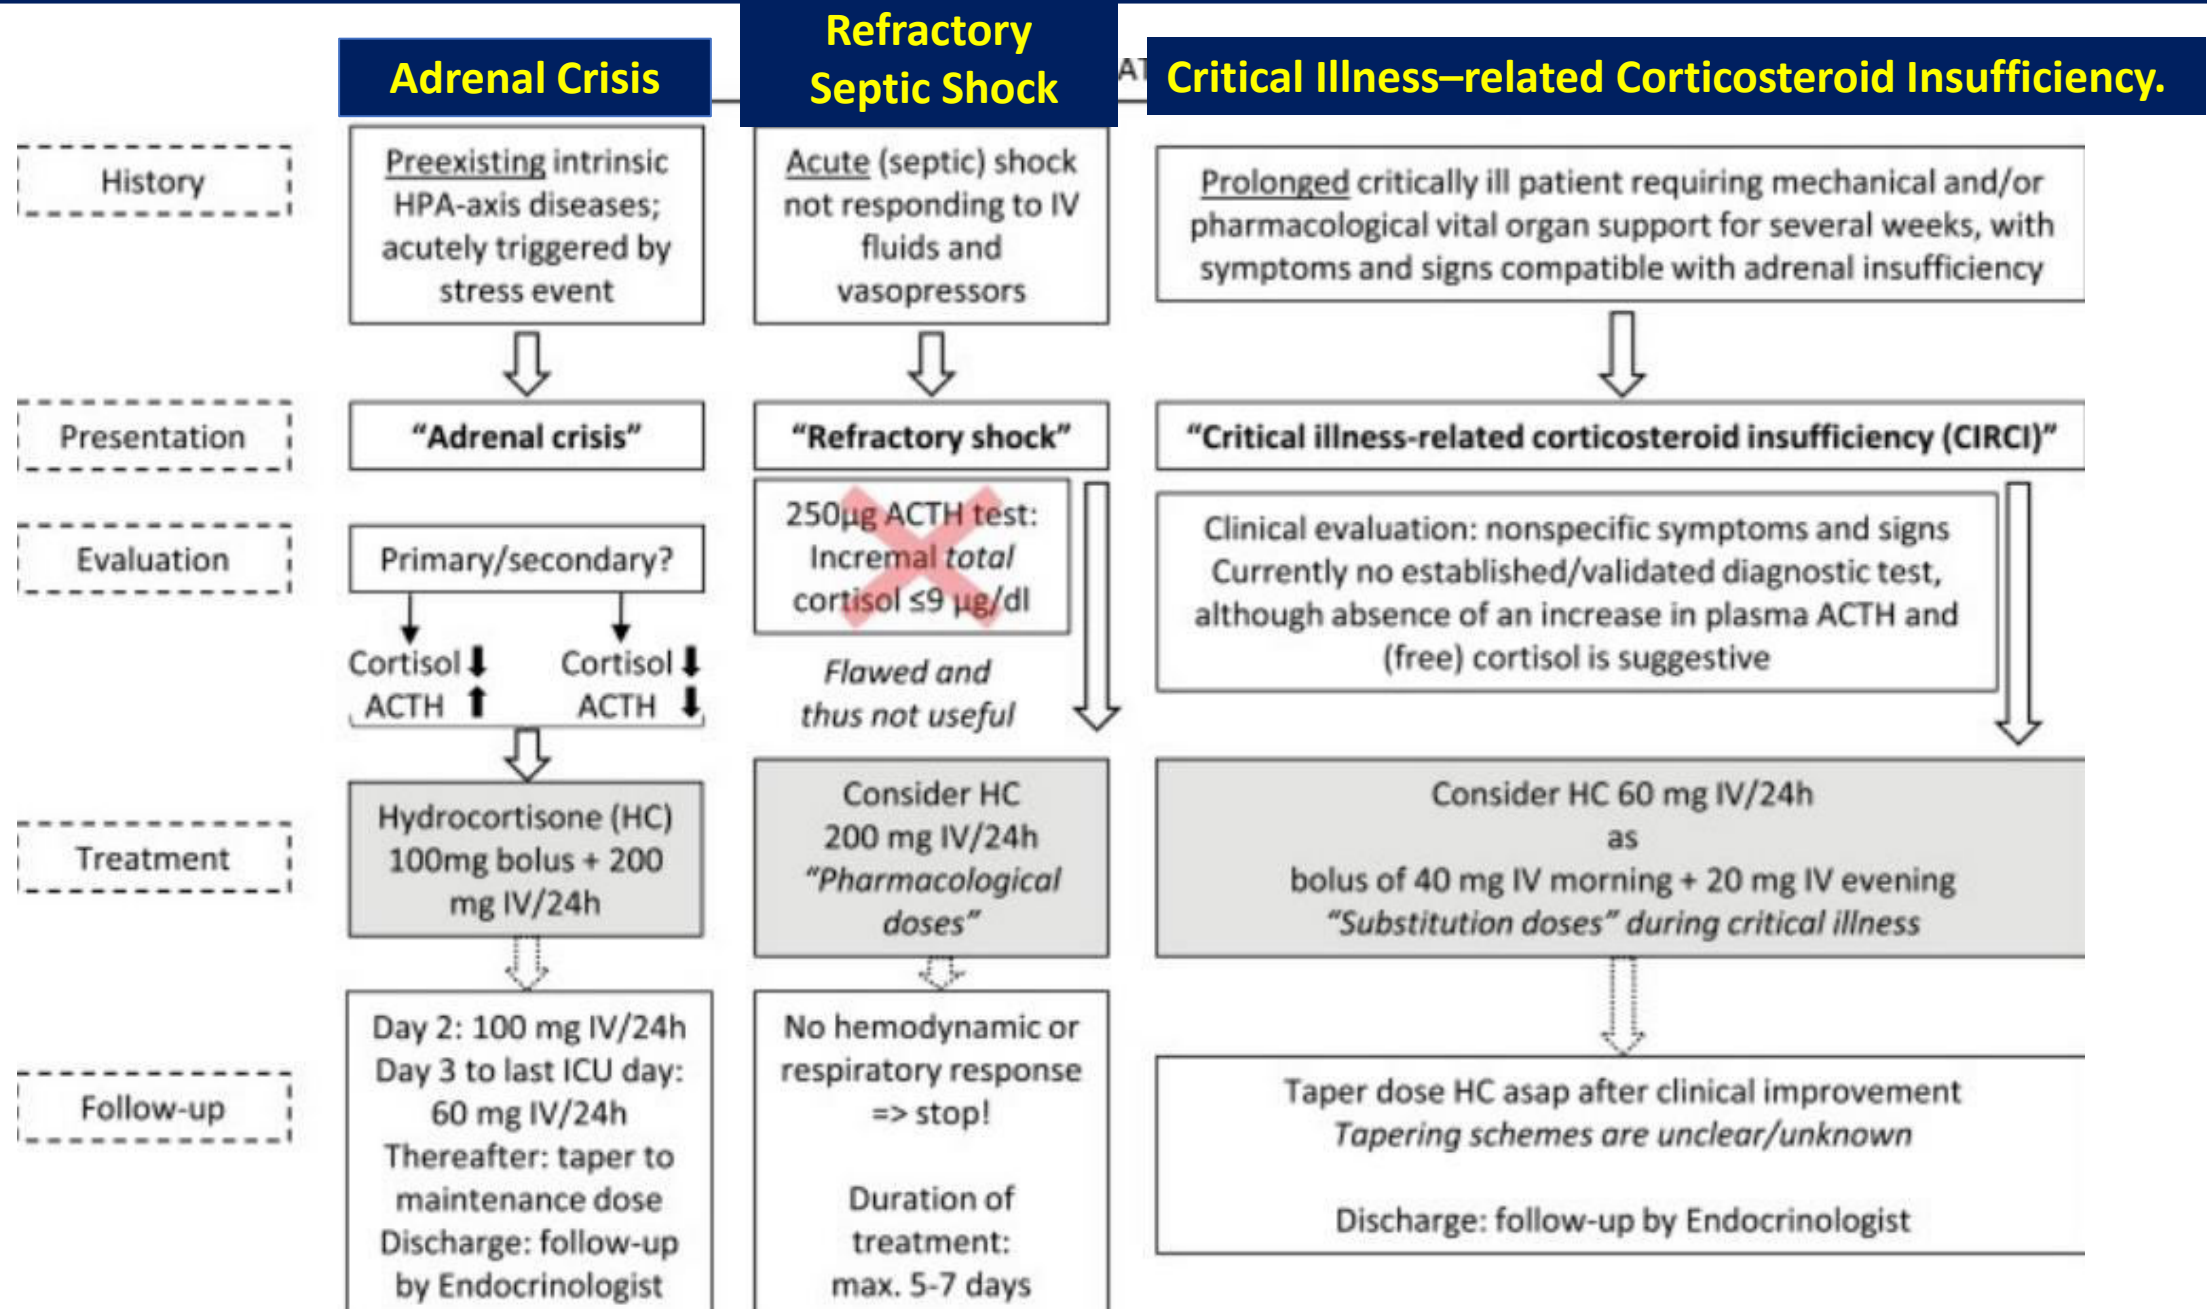 Adrenal Crisis
Refractory
Septic Shock
AT
Critical Illness–related Corticosteroid Insufficiency.
History
Preexisting intrinsic
HPA-axis diseases;
acutely triggered by
stress event
Acute (septic) shock
not responding to IV
fluids and
vasopressors
Prolonged critically ill patient requiring mechanical and/or
pharmacological vital organ support for several weeks, with
symptoms and signs compatible with adrenal insufficiency
Presentation
“Adrenal crisis”
“Refractory shock”
“Critical illness-related corticosteroid insufficiency (CIRCI)”
Evaluation
Primary/secondary?
Cortisol ⬇
ACTH ⬆
Cortisol ⬇
ACTH ⬇
250µg ACTH test:
Incremal total
cortisol ≤9 µg/dl
Flawed and
thus not useful
Clinical evaluation: nonspecific symptoms and signs
Currently no established/validated diagnostic test,
although absence of an increase in plasma ACTH and
(free) cortisol is suggestive
Treatment
Hydrocortisone (HC)
100mg bolus + 200
mg IV/24h
Consider HC
200 mg IV/24h
“Pharmacological
doses”
Consider HC 60 mg IV/24h
as
bolus of 40 mg IV morning + 20 mg IV evening
“Substitution doses” during critical illness
Follow-up
Day 2: 100 mg IV/24h
Day 3 to last ICU day:
60 mg IV/24h
Thereafter: taper to
maintenance dose
Discharge: follow-up
by Endocrinologist
No hemodynamic or
respiratory response
=> stop!
Duration of
treatment:
max. 5-7 days
Taper dose HC asap after clinical improvement
Tapering schemes are unclear/unknown
Discharge: follow-up by Endocrinologist